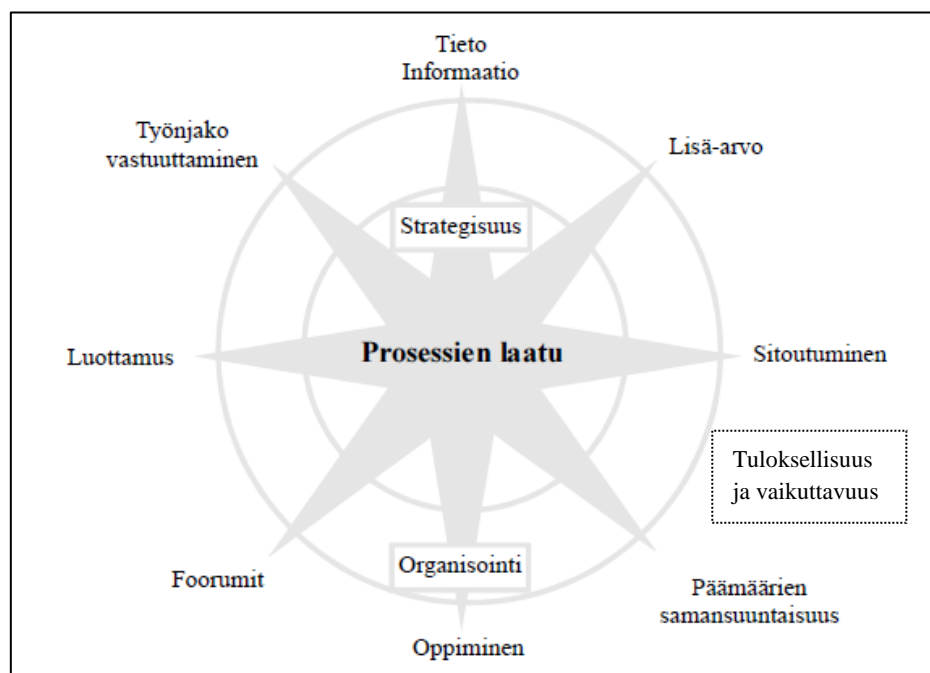 Tieto
Informaatio
Työnjako
vastuuttaminen
Lisä-arvo
Strategisuus
Luottamus
Prosessien laatu
Sitoutuminen
Tuloksellisuus
ja vaikuttavuus
Foorumit
Organisointi
Päämäärien
samansuuntaisuus
Oppiminen